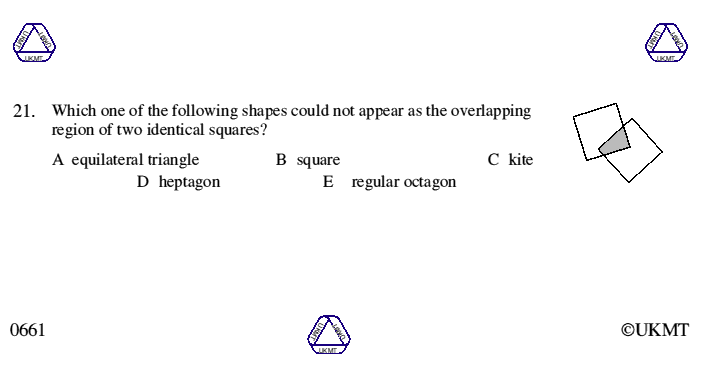 UKMT UKMT UKMT
UKMT UKMT UKMT
21. Which one of the following shapes could not appear as the overlapping
region of two identical squares?
A equilateral triangle B square C kite
D heptagon E regular octagon
0661 UKMT UKMT UKMT ©UKMT